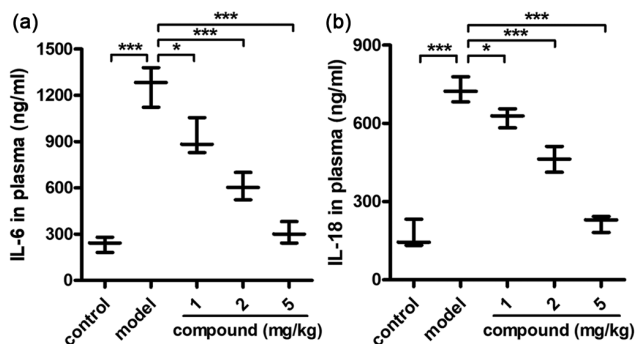 (a)
***
***
***
*
1500
1200
900
600
300
0
IL-6 in plasma (ng/ml)
control
model
1
2
5
compound (mg/kg)
(b)
***
***
***
*
900
600
300
0
IL-18 in plasma (ng/ml)
control
model
1
2
5
compound (mg/kg)